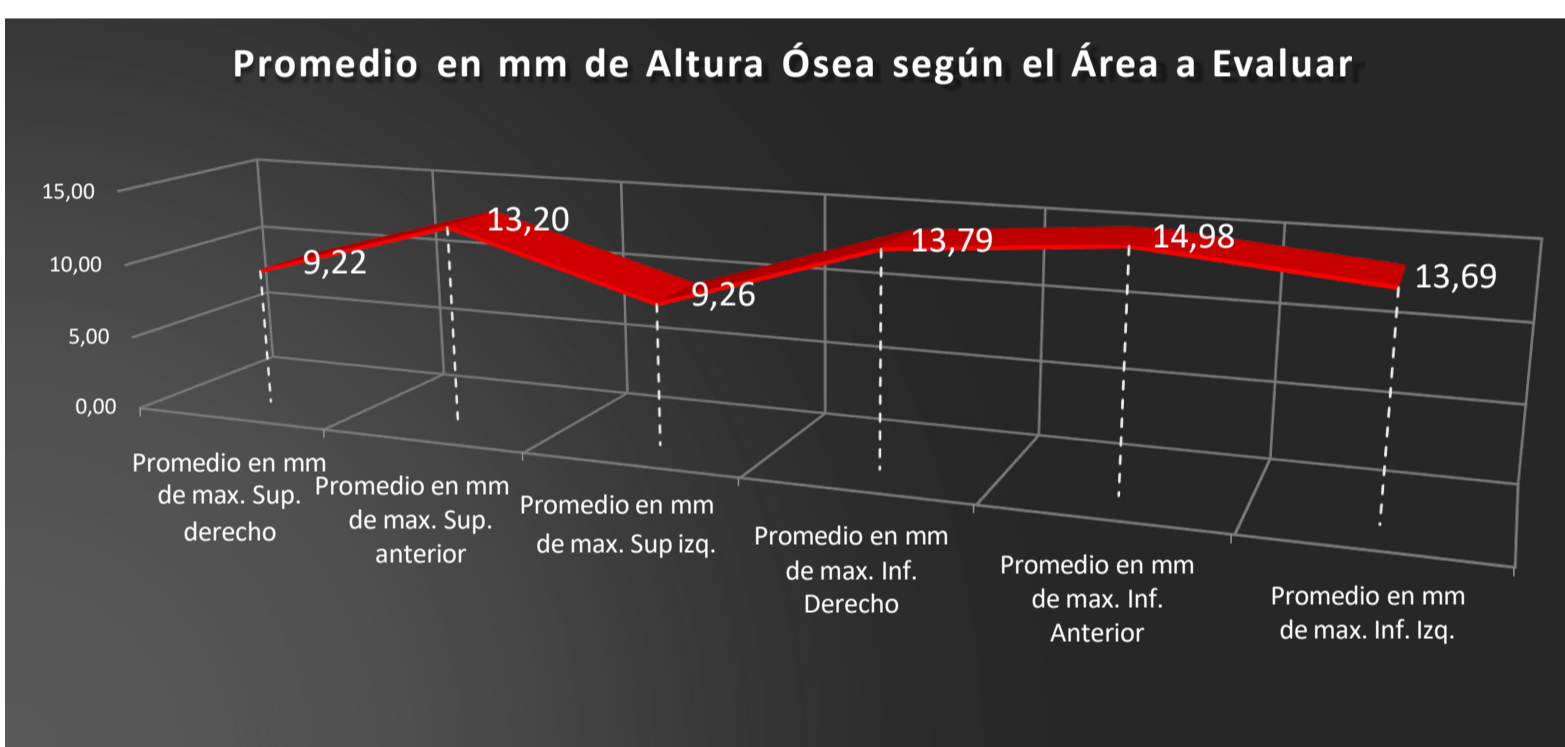 Promedio en mm de Altura Ósea según el Área a Evaluar
15,00
10,00
5,00
0,00
9,22
13,20
9,26
13,79
14,98
13,69
Promedio en mm
de max. Sup.
derecho
Promedio en mm
de max. Sup.
anterior
Promedio en mm
de max. Sup izq.
Promedio en mm
de max. Inf.
Derecho
Promedio en mm
de max. Inf.
Anterior
Promedio en mm
de max. Inf. Izq.